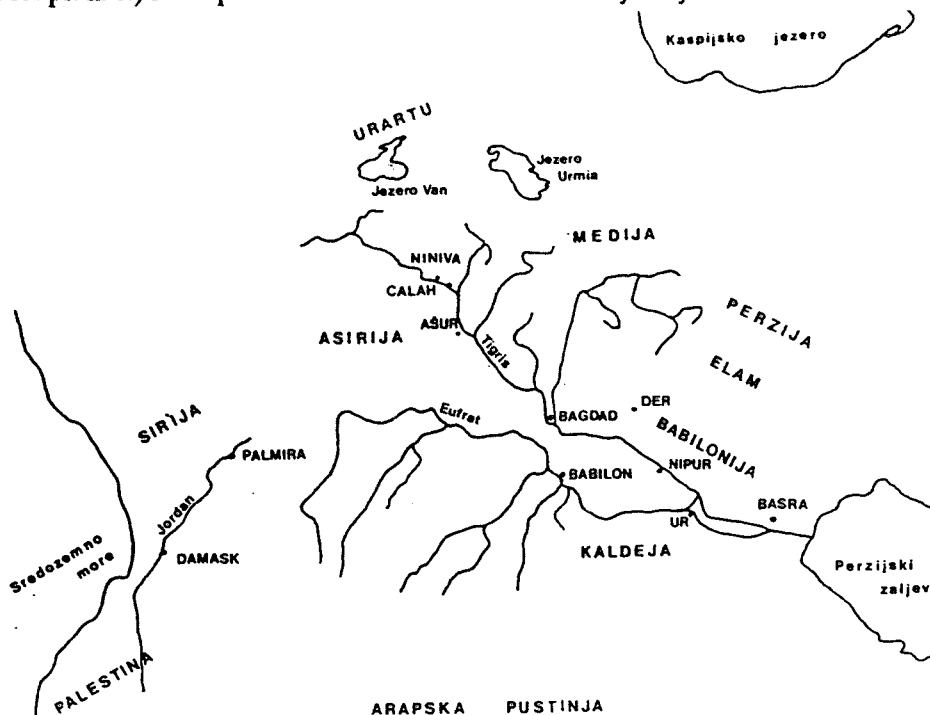 Kaspijsko jezero
URARTU
Jezero
Urmia
Jezero Van
MEDIJA
NINIVA
CALAH
PERZIJA
AŠUR
ASIRIJA
Tigris
ELAM
DER
SIRIJA
Eufrat
BAGDAD
BABILONIJA
PALMIRA
NIPUR
BABILON
Jordan
BASRA
UR
Sredozemno
more
DAMASK
KALDEJA
Perzijski
zaljev
PALESTINA
ARAPSKA PUSTINJA